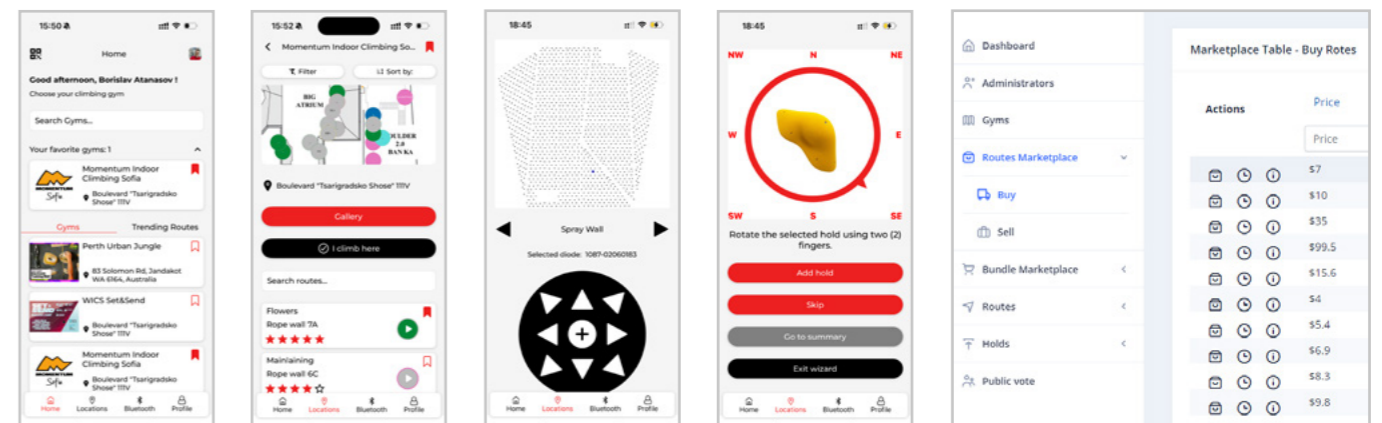 15:50
Home
Good afternoon, Borislav Atanasov !
Choose your climbing gym
Search Gyms...
Your favorite gyms: 1
Momentum Indoor
Climbing Sofia
Boulevard "Tsarigradsko
Shose" 111V
MOMENTUM
Sofia
Gyms
Trending Routes
Perth Urban Jungle
83 Solomon Rd, Jandakot
WA 6164, Australia
WICS Set&Send
Boulevard "Tsarigradsko
Shose" 111V
Momentum Indoor
Climbing Sofia
Boulevard "Tsarigradsko
Shose" 111V
MOMENTUM
Sofia
Home Locations Bluetooth Profile
15:52
Momentum Indoor Climbing So...
Filter
Sort by:
BIG
ATRIUM
ULDER
2.0
BANKA
Boulevard "Tsarigradsko Shose" 111V
Gallery
I climb here
Search routes...
Flowers
Rope wall 7A
Maintaining
Rope wall 6C
Home Locations Bluetooth Profile
18:45
Spray Wall
Selected diode: 1087-02060183
Home Locations Bluetooth Profile
18:45
NW N NE
W E
SW S SE
Rotate the selected hold using two (2)
fingers.
Add hold
Skip
Go to summary
Exit wizard
Home Locations Bluetooth Profile
Dashboard
Administrators
Gyms
Routes Marketplace
Buy
Sell
Bundle Marketplace
Routes
Holds
Public vote
Marketplace Table - Buy Rotes
Actions
Price
Price
$7
$10
$35
$99.5
$15.6
$4
$5.4
$6.9
$8.3
$9.8